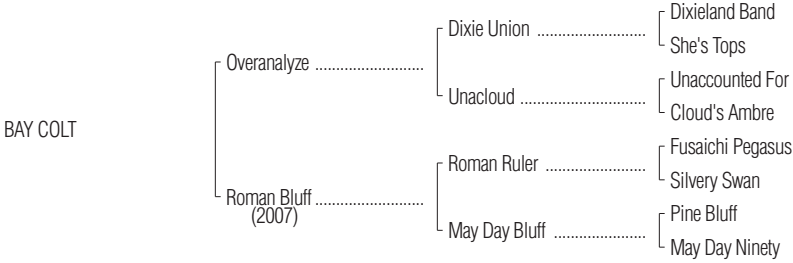 Dixieland Band
Dixie Union ..........................
She's Tops
Overanalyze ..........................
Unaccounted For
Unacloud ..............................
Cloud's Ambre
BAY COLT
Fusaichi Pegasus
Roman Ruler ........................
Silvery Swan
Roman Bluff ..........................
(2007)
Pine Bluff
May Day Bluff ......................
May Day Ninety